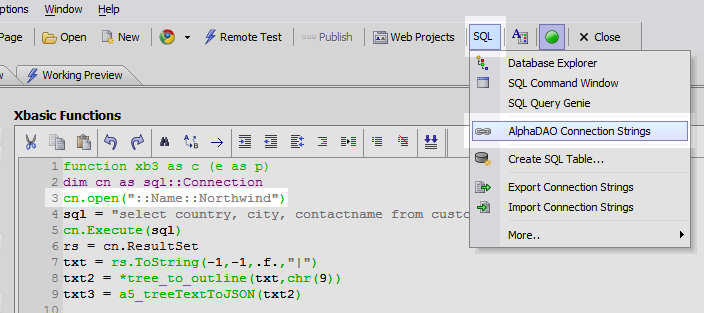 ptions Window Help
Page Open New Remote Test Publish Web Projects SQL Close
w Working Preview
Database Explorer
SQL Command Window
SQL Query Genie
AlphaDAO Connection Strings
Create SQL Table...
Export Connection Strings
Import Connection Strings
More..
Xbasic Functions
1 function xb3 as c (e as p)
2 dim cn as sql::Connection
3 cn.open("::Name::Northwind")
4 sql = "select country, city, contactname from custo
5 cn.Execute(sql)
6 rs = cn.ResultSet
7 txt = rs.ToString(-1,-1,.f.,"|")
8 txt2 = *tree_to_outline(txt,chr(9))
9 txt3 = a5_treeTextToJSON(txt2)
10